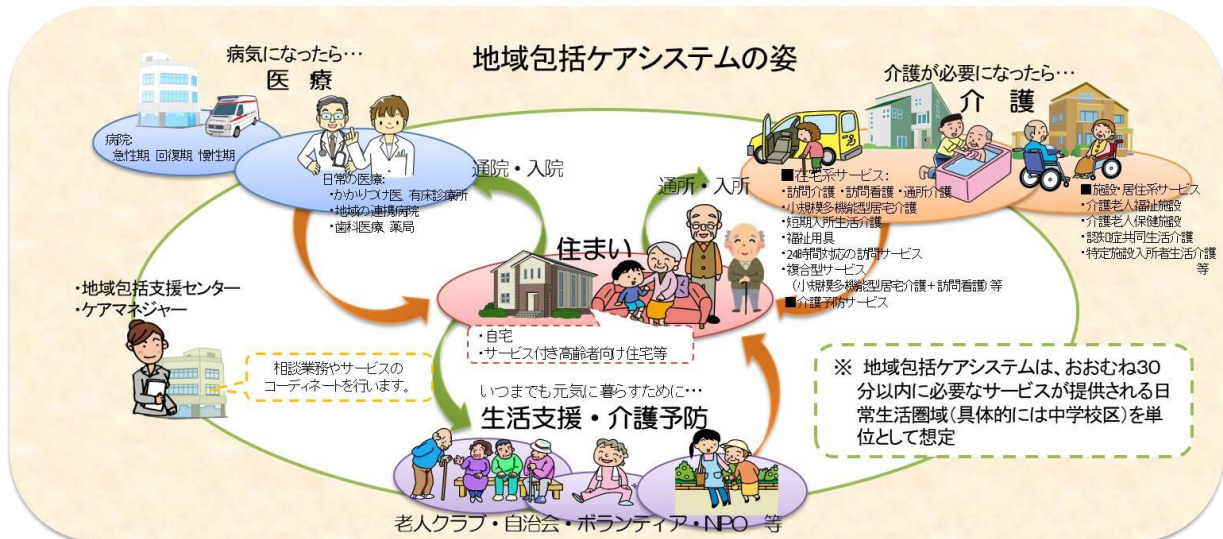 地域包括ケアシステムの姿
病気になったら･･･
医　療
病院:
急性期､回復期､慢性期
日常の医療:
・かかりつけ医､有床診療所
・地域の連携病院
・歯科医療､薬局
通院・入院
通所・入所
介護が必要になったら･･･
介　護
■在宅系サービス:
・訪問介護・訪問看護・通所介護
・小規模多機能型居宅介護
・短期入所生活介護
・福祉用具
・24時間対応の訪問サービス
・複合型サービス
（小規模多機能型居宅介護＋訪問看護）等
■介護予防サービス
■施設・居住系サービス
・介護老人福祉施設
・介護老人保健施設
・認知症共同生活介護
・特定施設入所者生活介護
等
住まい
・自宅
・サービス付き高齢者向け住宅等
・地域包括支援センター
・ケアマネジャー
相談業務やサービスの
コーディネートを行います。
いつまでも元気に暮らすために･･･
生活支援・介護予防
老人クラブ・自治会・ボランティア・NPO　等
※　地域包括ケアシステムは、おおむね30
分以内に必要なサービスが提供される日
常生活圏域（具体的には中学校区）を単
位として想定